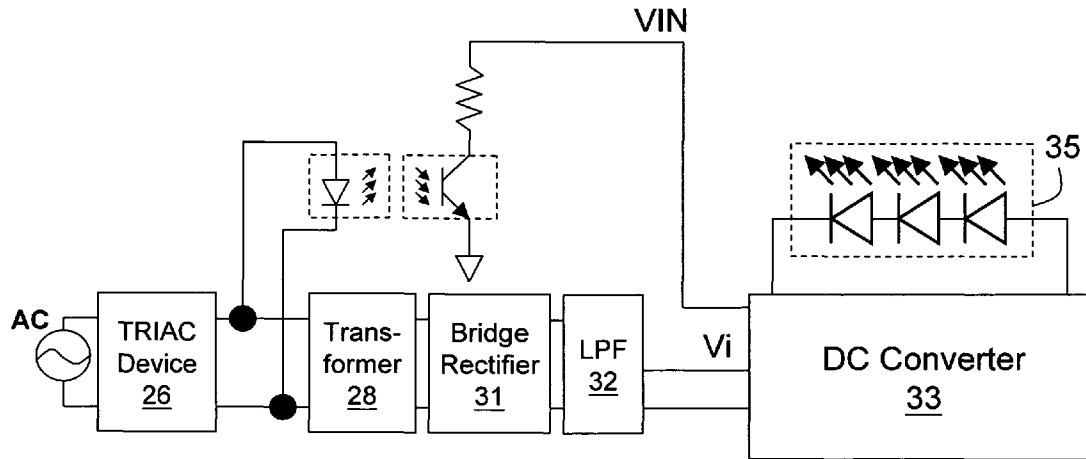 VIN
35
AC
TRIAC
Device
26
Trans-
former
28
Bridge
Rectifier
31
LPF
32
Vi
DC Converter
33